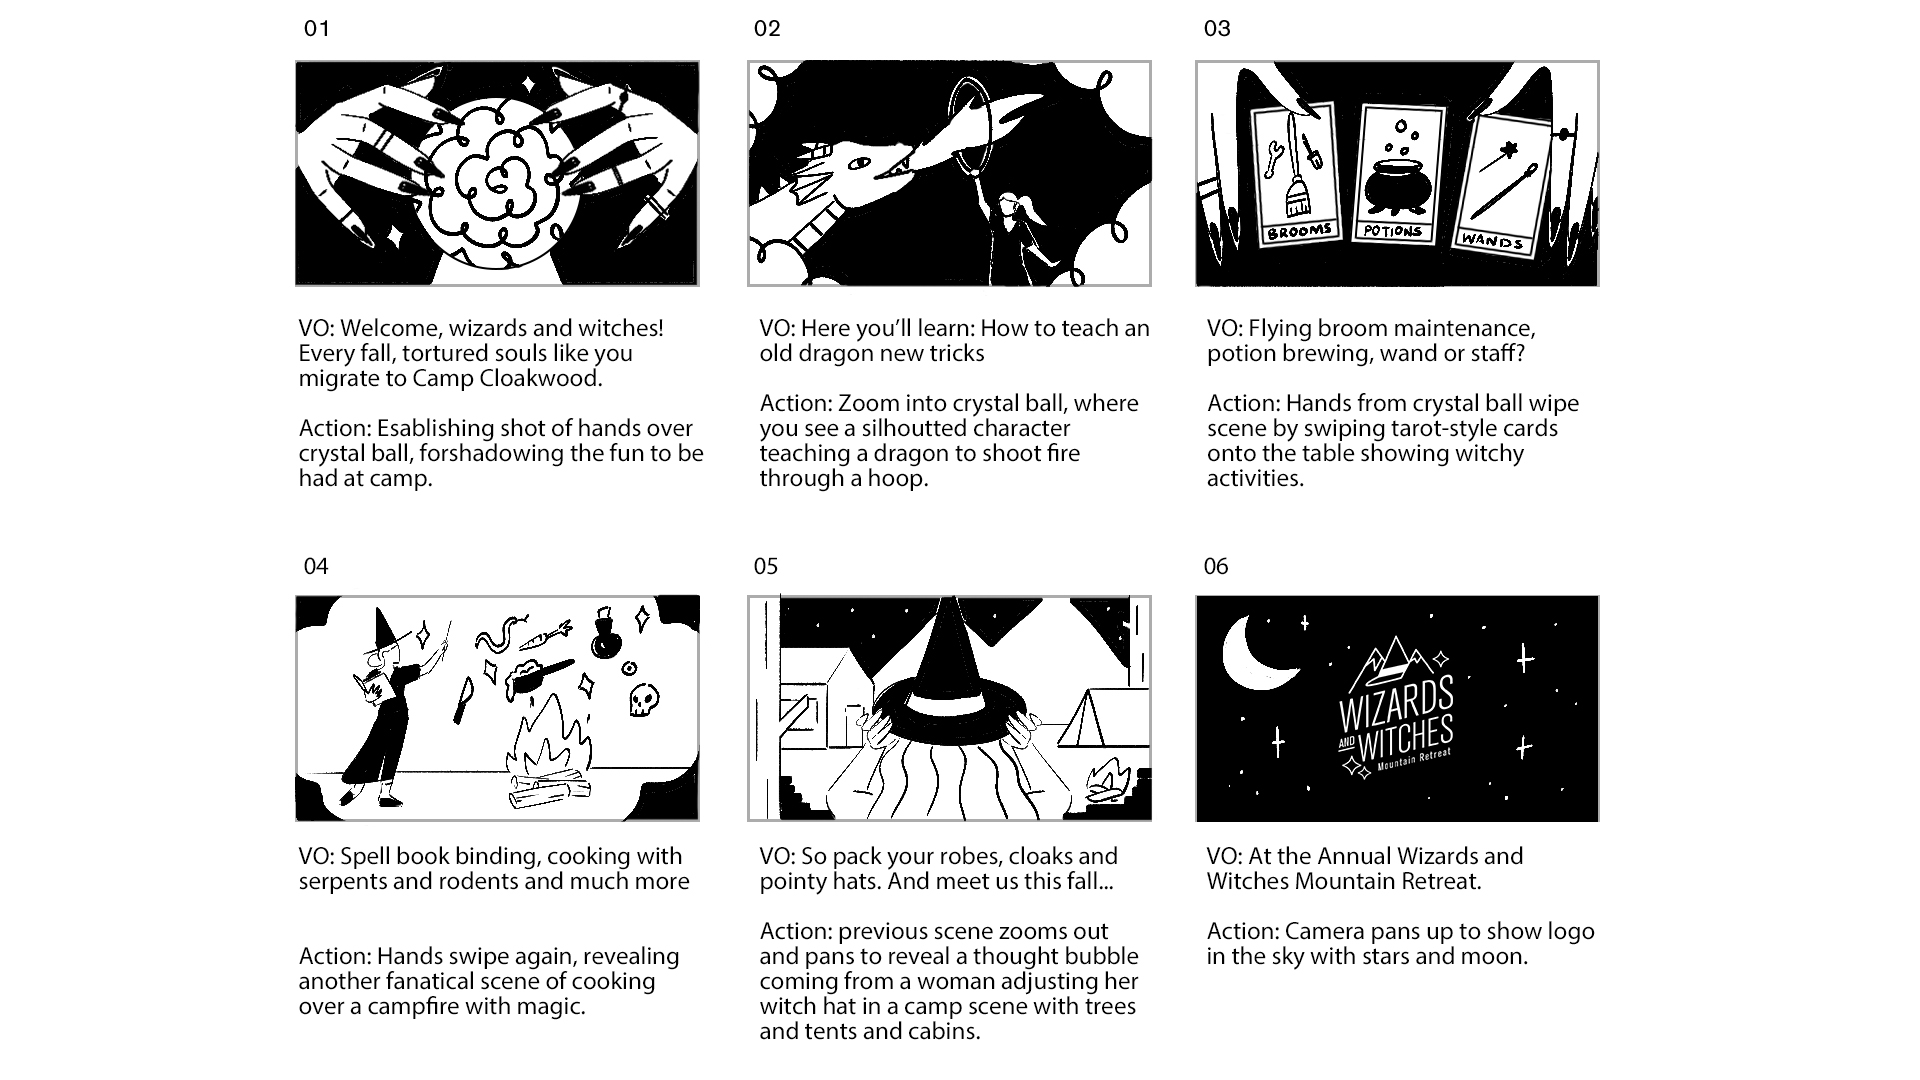 01
02
03
BROOMS
POTIONS
WANDS
VO: Welcome, wizards and witches!
Every fall, tortured souls like you
migrate to Camp Cloakwood.
Action: Esablishing shot of hands over
crystal ball, forshadowing the fun to be
had at camp.
VO: Here you’ll learn: How to teach an
old dragon new tricks
Action: Zoom into crystal ball, where
you see a silhoutted character
teaching a dragon to shoot fire
through a hoop.
VO: Flying broom maintenance,
potion brewing, wand or staff?
Action: Hands from crystal ball wipe
scene by swiping tarot-style cards
onto the table showing witchy
activities.
04
05
06
WIZARDS
AND WITCHES
Mountain Retreat
VO: Spell book binding, cooking with
serpents and rodents and much more
Action: Hands swipe again, revealing
another fanatical scene of cooking
over a campfire with magic.
VO: So pack your robes, cloaks and
pointy hats. And meet us this fall...
Action: previous scene zooms out
and pans to reveal a thought bubble
coming from a woman adjusting her
witch hat in a camp scene with trees
and tents and cabins.
VO: At the Annual Wizards and
Witches Mountain Retreat.
Action: Camera pans up to show logo
in the sky with stars and moon.